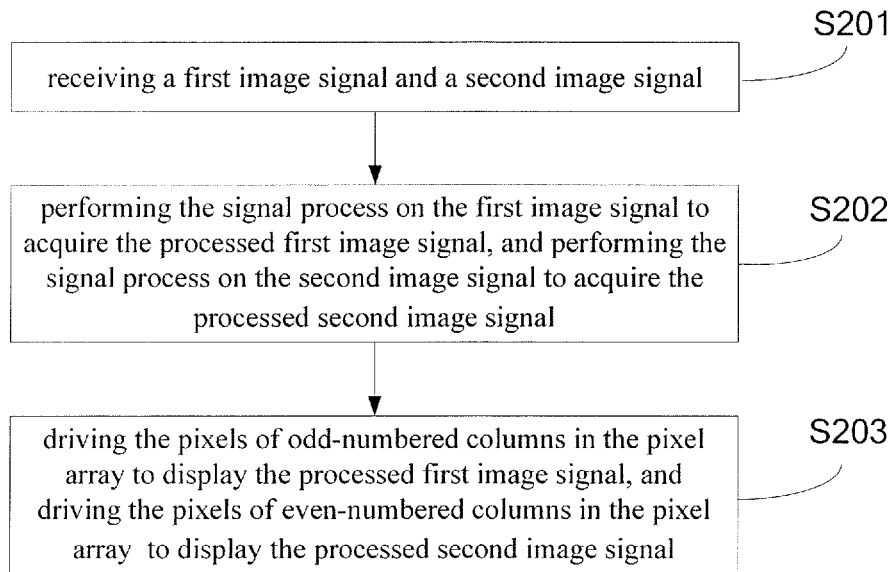 S201
receiving a first image signal and a second image signal
S202
performing the signal process on the first image signal to
acquire the processed first image signal, and performing the
signal process on the second image signal to acquire the
processed second image signal
S203
driving the pixels of odd-numbered columns in the pixel
array to display the processed first image signal, and
driving the pixels of even-numbered columns in the pixel
array to display the processed second image signal